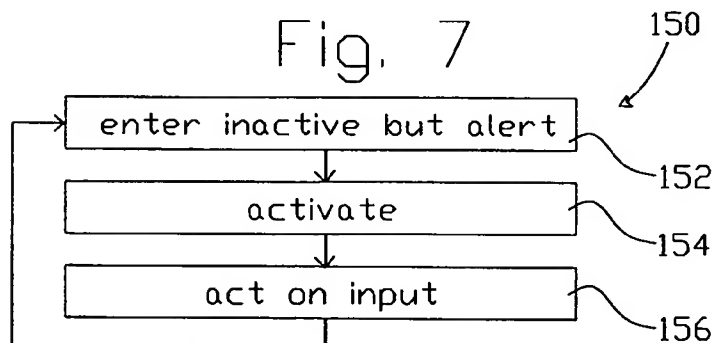 Fig. 7
150
enter inactive but alert
152
activate
154
act on input
156